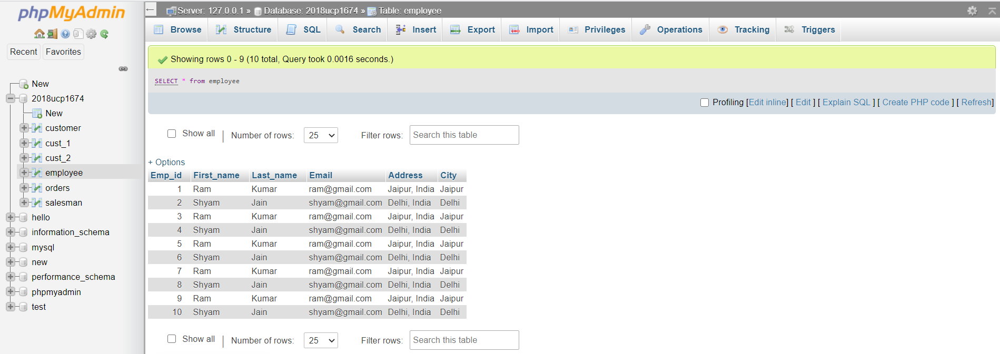 phpMyAdmin
Recent Favorites
New
2018ucp1674
New
customer
cust_1
cust_2
employee
orders
salesman
hello
information_schema
mysql
new
performance_schema
phpmyadmin
test
← Server: 127.0.0.1 » Database: 2018ucp1674 » Table: employee
Browse Structure SQL Search Insert Export Import Privileges Operations Tracking Triggers
Showing rows 0 - 9 (10 total, Query took 0.0016 seconds.)
SELECT * from employee
Profiling [Edit inline] [ Edit ] [ Explain SQL ] [ Create PHP code ] [ Refresh]
Show all | Number of rows: 25 Filter rows: Search this table
+ Options
Emp_id First_name Last_name Email Address City
1 Ram Kumar ram@gmail.com Jaipur, India Jaipur
2 Shyam Jain shyam@gmail.com Delhi, India Delhi
3 Ram Kumar ram@gmail.com Jaipur, India Jaipur
4 Shyam Jain shyam@gmail.com Delhi, India Delhi
5 Ram Kumar ram@gmail.com Jaipur, India Jaipur
6 Shyam Jain shyam@gmail.com Delhi, India Delhi
7 Ram Kumar ram@gmail.com Jaipur, India Jaipur
8 Shyam Jain shyam@gmail.com Delhi, India Delhi
9 Ram Kumar ram@gmail.com Jaipur, India Jaipur
10 Shyam Jain shyam@gmail.com Delhi, India Delhi
Show all | Number of rows: 25 Filter rows: Search this table